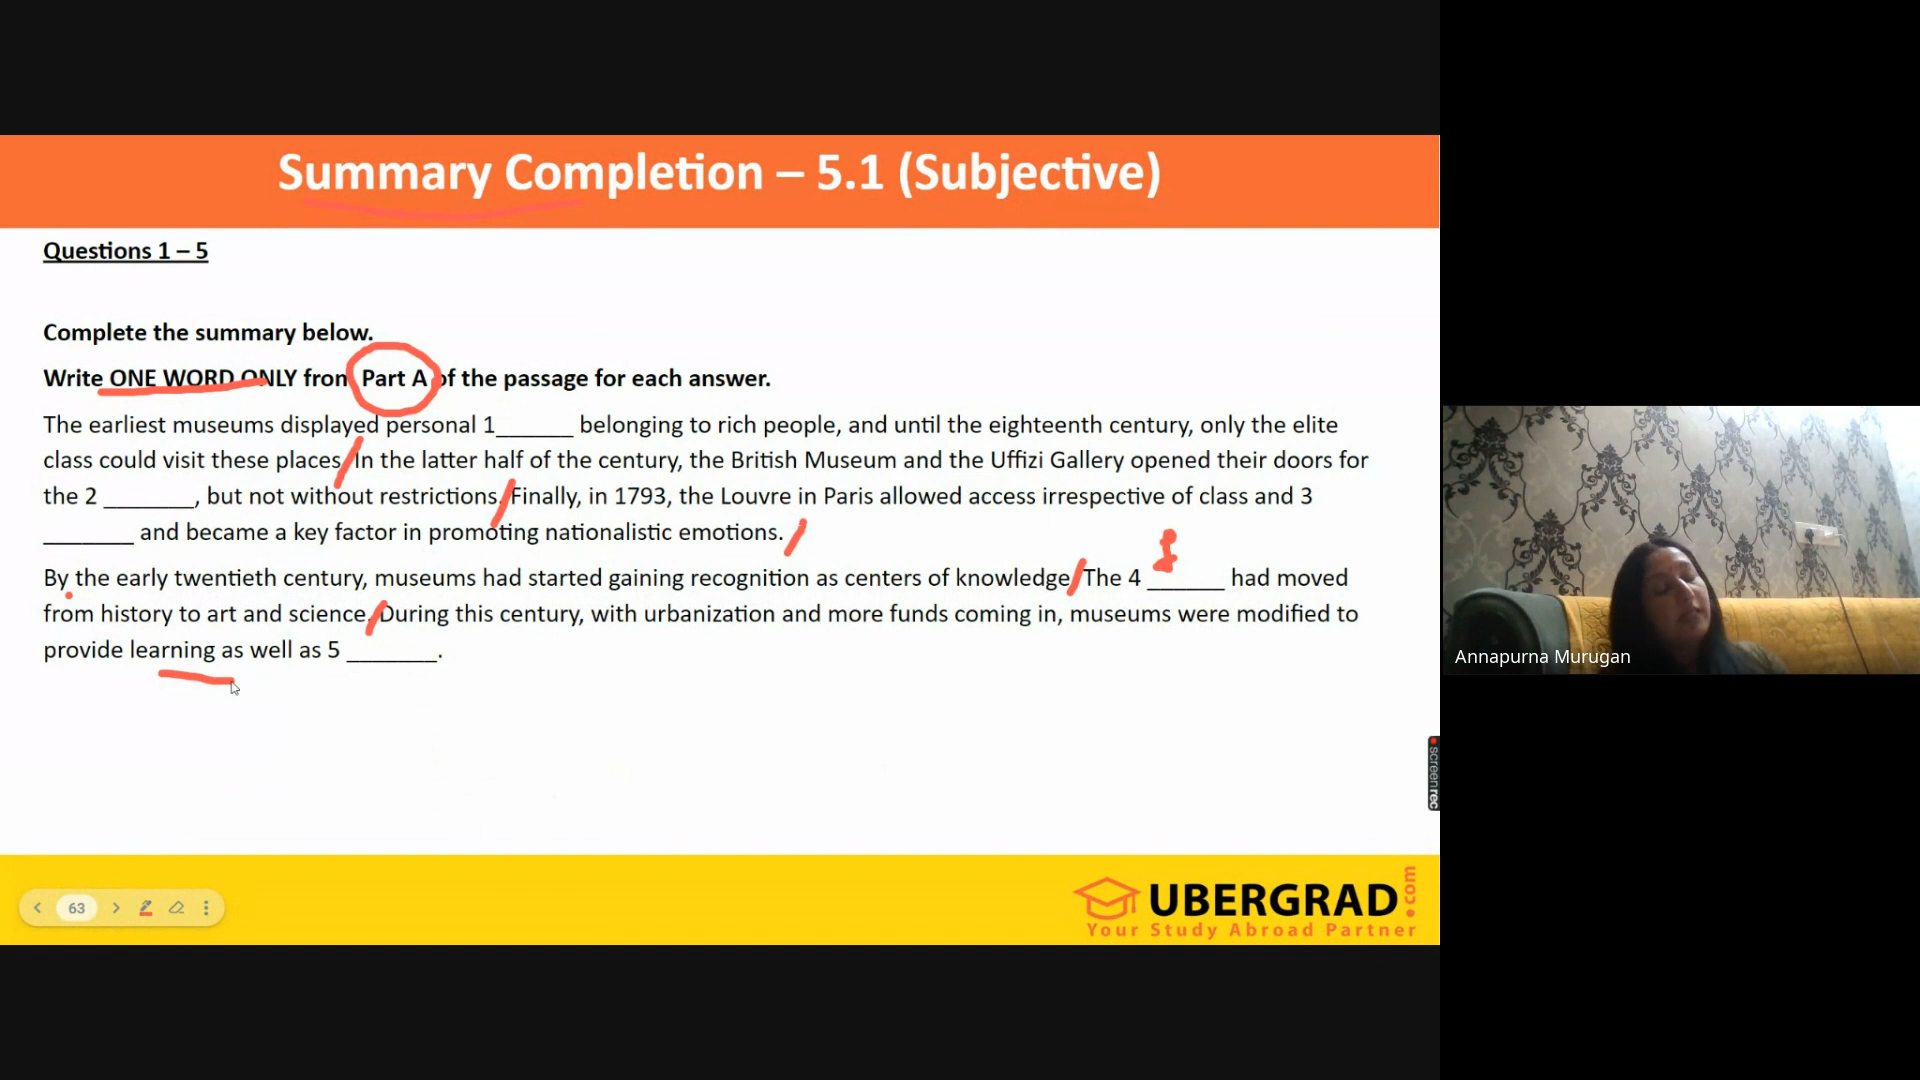 Summary Completion – 5.1 (Subjective)
Questions 1 – 5
Complete the summary below.
Write ONE WORD ONLY from Part A of the passage for each answer.
The earliest museums displayed personal 1______ belonging to rich people, and until the eighteenth century, only the elite
class could visit these places. In the latter half of the century, the British Museum and the Uffizi Gallery opened their doors for
the 2 _______, but not without restrictions. Finally, in 1793, the Louvre in Paris allowed access irrespective of class and 3
_______ and became a key factor in promoting nationalistic emotions.
By the early twentieth century, museums had started gaining recognition as centers of knowledge. The 4 ______ had moved
from history to art and science. During this century, with urbanization and more funds coming in, museums were modified to
provide learning as well as 5 _______.
Annapurna Murugan
screenrec
63
UBERGRAD.com
Your Study Abroad Partner